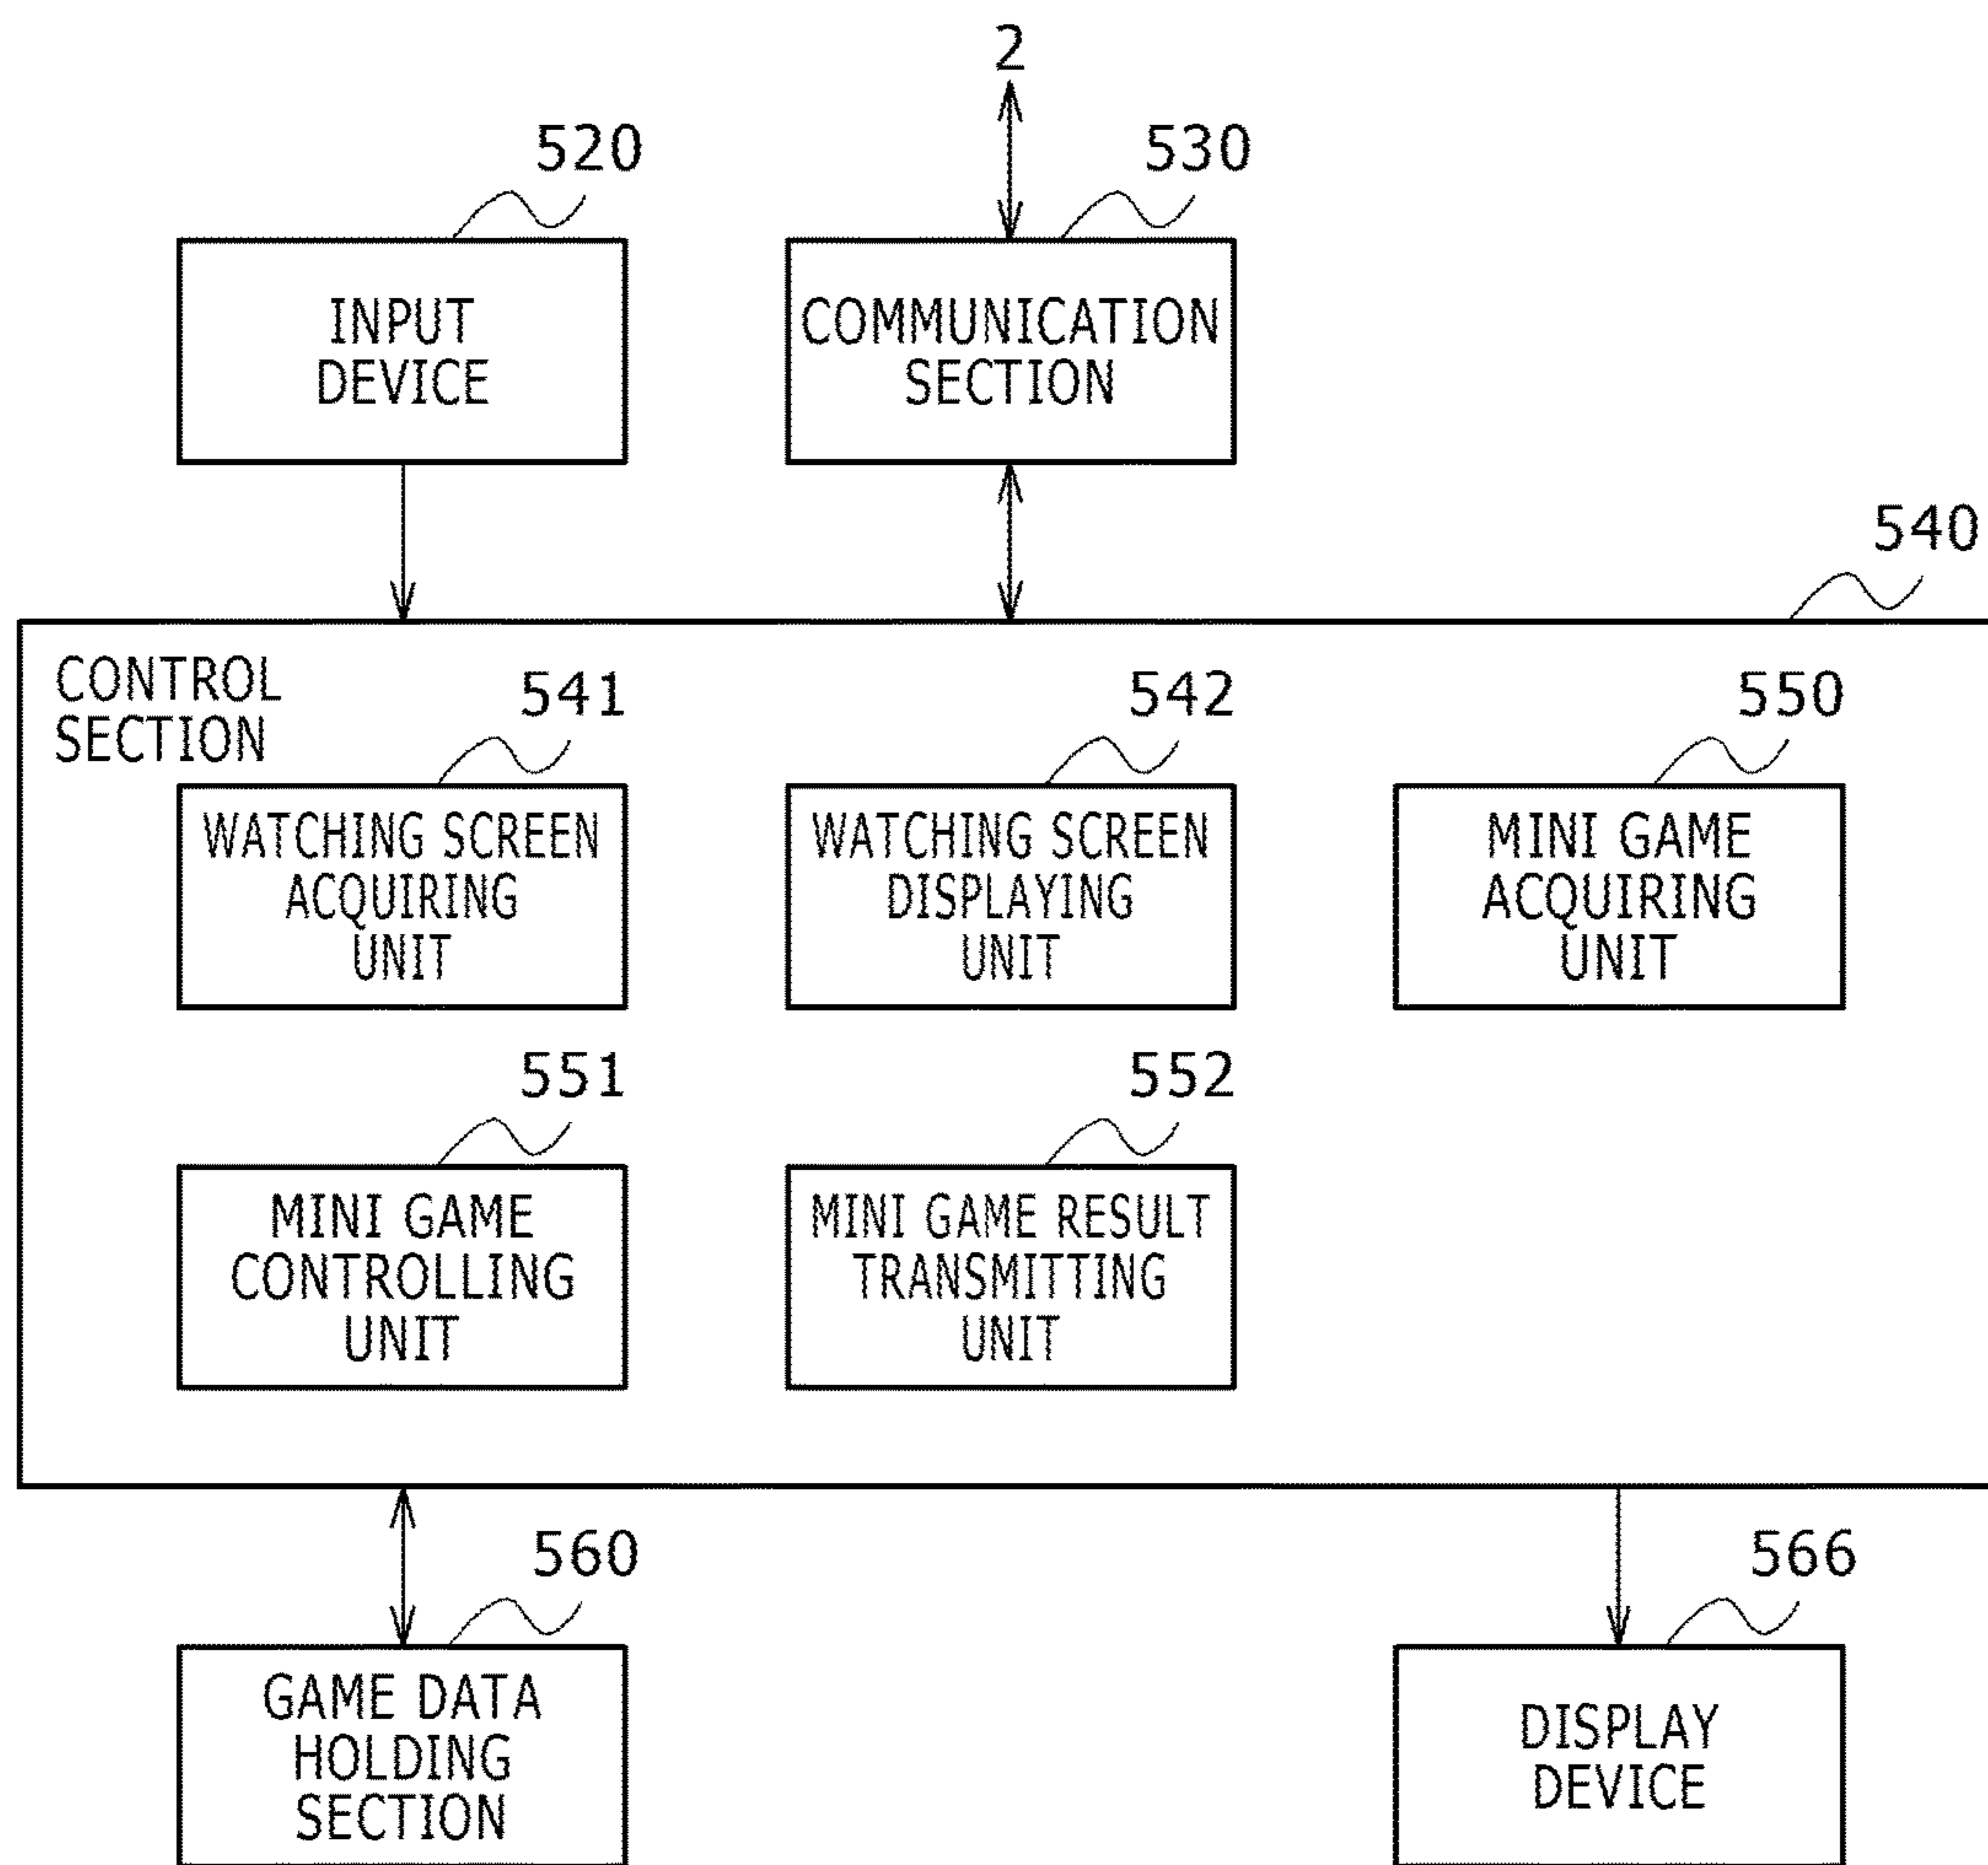 2
520
530
INPUT
DEVICE
COMMUNICATION
SECTION
540
CONTROL
SECTION
541
542
550
WATCHING SCREEN
ACQUIRING
UNIT
WATCHING SCREEN
DISPLAYING
UNIT
MINI GAME
ACQUIRING
UNIT
551
552
MINI GAME
CONTROLLING
UNIT
MINI GAME RESULT
TRANSMITTING
UNIT
560
566
GAME DATA
HOLDING
SECTION
DISPLAY
DEVICE